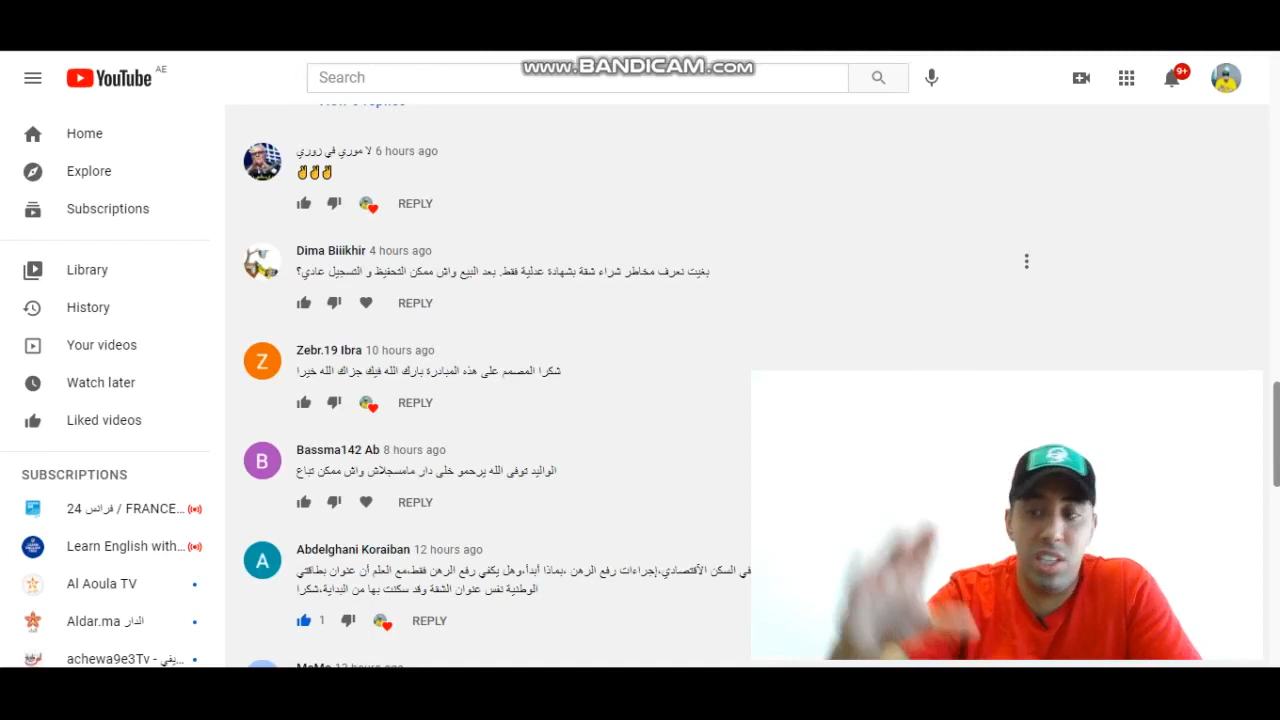 www.BANDICAM.com
YouTube AE
Search
9+
Home
Explore
Subscriptions
Library
History
Your videos
Watch later
Liked videos
SUBSCRIPTIONS
فرانس 24 / FRANCE...
Learn English with...
Al Aoula TV
Aldar.ma الدار
achewa9e3Tv
لا موري في زوري 6 hours ago
REPLY
Dima Biiikhir 4 hours ago
بغيت نعرف مخاطر شراء شقة بشهادة عدلية فقط. بعد البيع واش ممكن التحفيظ و التسجيل عادي؟
REPLY
Z
Zebr.19 Ibra 10 hours ago
شكرا المصمم على هذه المبادرة بارك الله فيك جزاك الله خيرا
REPLY
B
Bassma142 Ab 8 hours ago
الواليد توفى الله يرحمو خلى دار مامسجلاش واش ممكن تباع
REPLY
A
Abdelghani Koraiban 12 hours ago
في السكن الاقتصادي،إجراءات رفع الرهن ،بماذا أبدأ،وهل يكفي رفع الرهن فقط،مع العلم أن عنوان بطاقتي
الوطنية نفس عنوان الشقة وقد سكنت بها من البداية،شكرا
1 REPLY